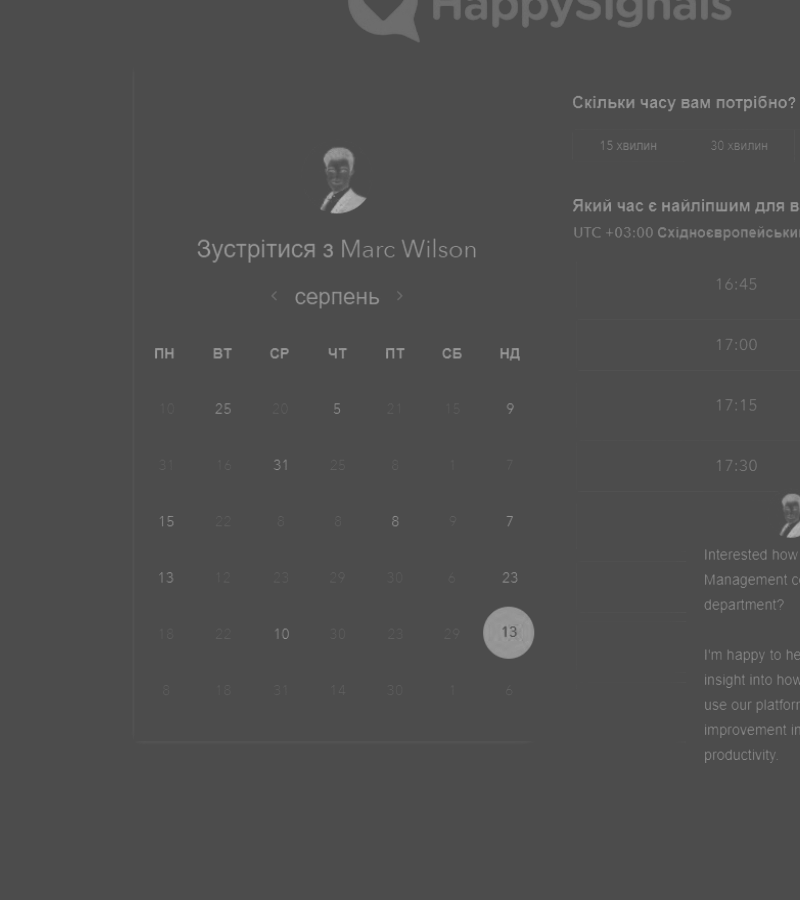 HappySignals
Зустрітися з Marc Wilson
серпень
ПН ВТ СР ЧТ ПТ СБ НД
10 25 20 5 21 15 9
31 16 31 25 8 1 7
15 22 8 8 8 9 7
13 12 23 29 30 6 23
18 22 10 30 23 29 13
6 18 31 14 30 1 6
Скільки часу вам потрібно?
15 хвилин 30 хвилин
Який час є найліпшим для в
UTC +03:00 Східноєвропейськи
16:45
17:00
17:15
17:30
Interested how
Management c
department?
I'm happy to he
insight into how
use our platfor
improvement in
productivity.